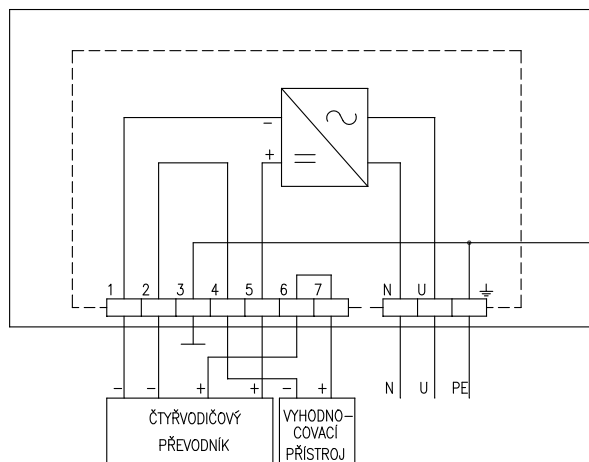 −
+
1 2 3 4 5 6 7 N U
− − + + − + N U PE
ČTYŘVODIČOVÝ
PŘEVODNÍK
VYHODNO−
COVACÍ
PŘÍSTROJ